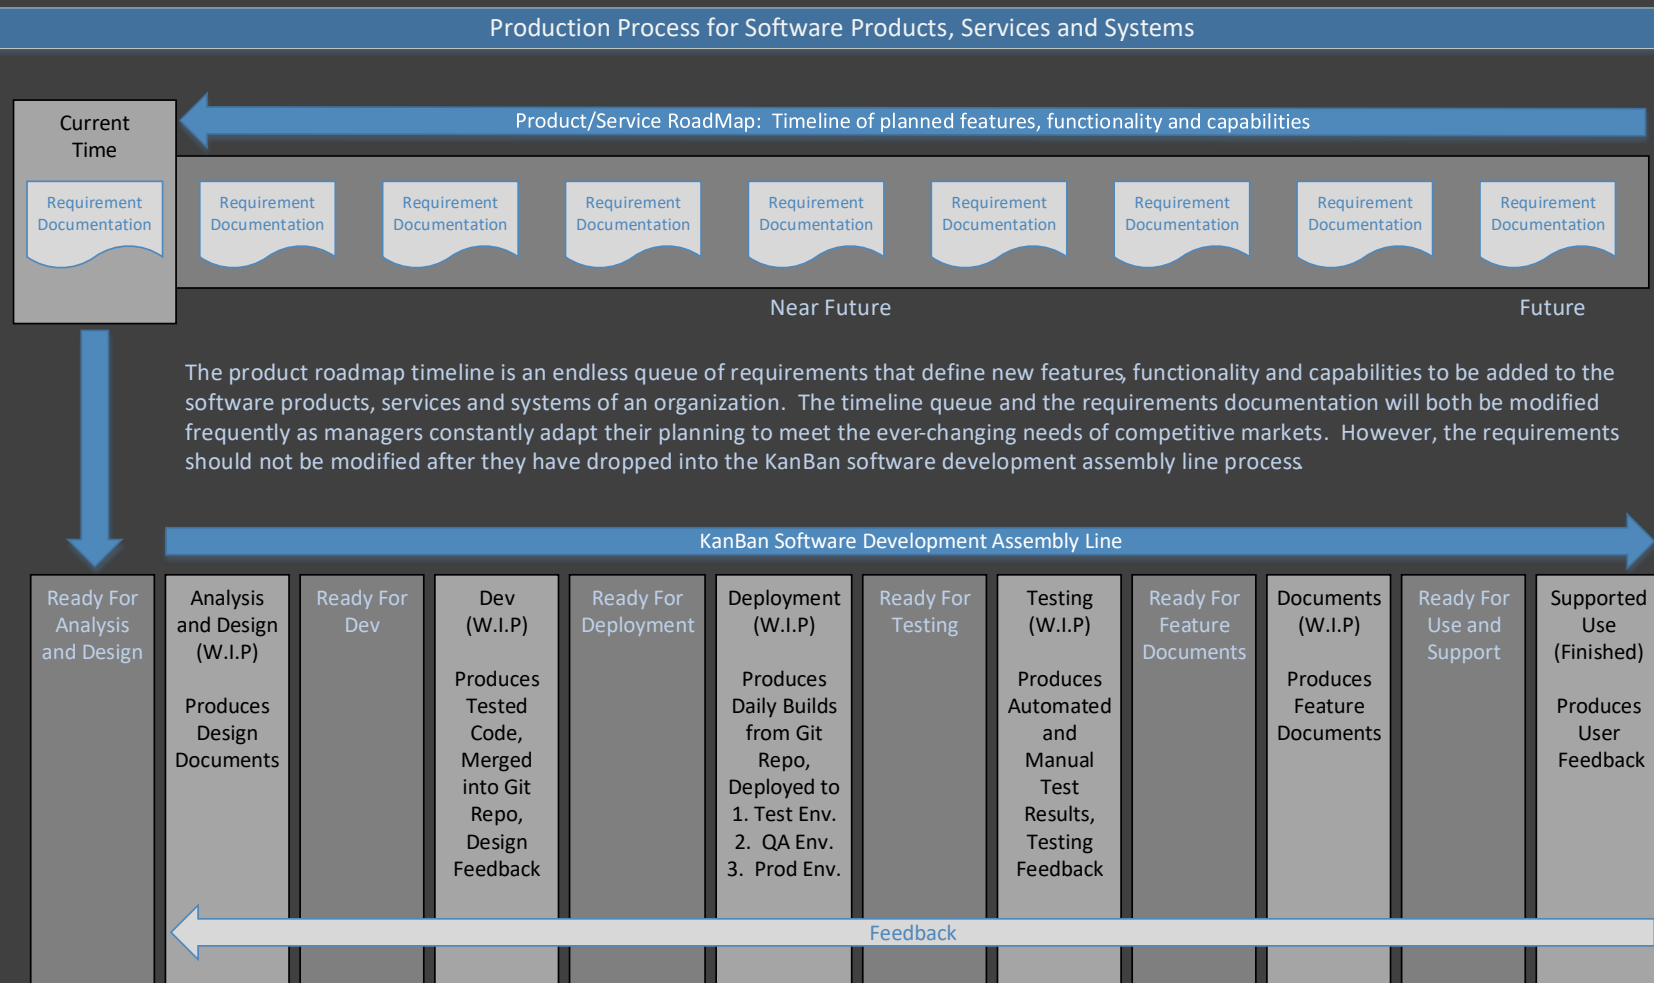 Production Process for Software Products, Services and Systems
Current
Time
Product/Service RoadMap:  Timeline of planned features, functionality and capabilities
Requirement
Documentation
Requirement
Documentation
Requirement
Documentation
Requirement
Documentation
Requirement
Documentation
Requirement
Documentation
Requirement
Documentation
Requirement
Documentation
Requirement
Documentation
Near Future
Future
The product roadmap timeline is an endless queue of requirements that define new features, functionality and capabilities to be added to the
software products, services and systems of an organization.  The timeline queue and the requirements documentation will both be modified
frequently as managers constantly adapt their planning to meet the ever-changing needs of competitive markets.  However, the requirements
should not be modified after they have dropped into the KanBan software development assembly line process.
KanBan Software Development Assembly Line
Ready For
Analysis
and Design
Analysis
and Design
(W.I.P)
Produces
Design
Documents
Ready For
Dev
Dev
(W.I.P)
Produces
Tested
Code,
Merged
into Git
Repo,
Design
Feedback
Ready For
Deployment
Deployment
(W.I.P)
Produces
Daily Builds
from Git
Repo,
Deployed to
1. Test Env.
2.  QA Env.
3.  Prod Env.
Ready For
Testing
Testing
(W.I.P)
Produces
Automated
and
Manual
Test
Results,
Testing
Feedback
Ready For
Feature
Documents
Documents
(W.I.P)
Produces
Feature
Documents
Ready For
Use and
Support
Supported
Use
(Finished)
Produces
User
Feedback
Feedback